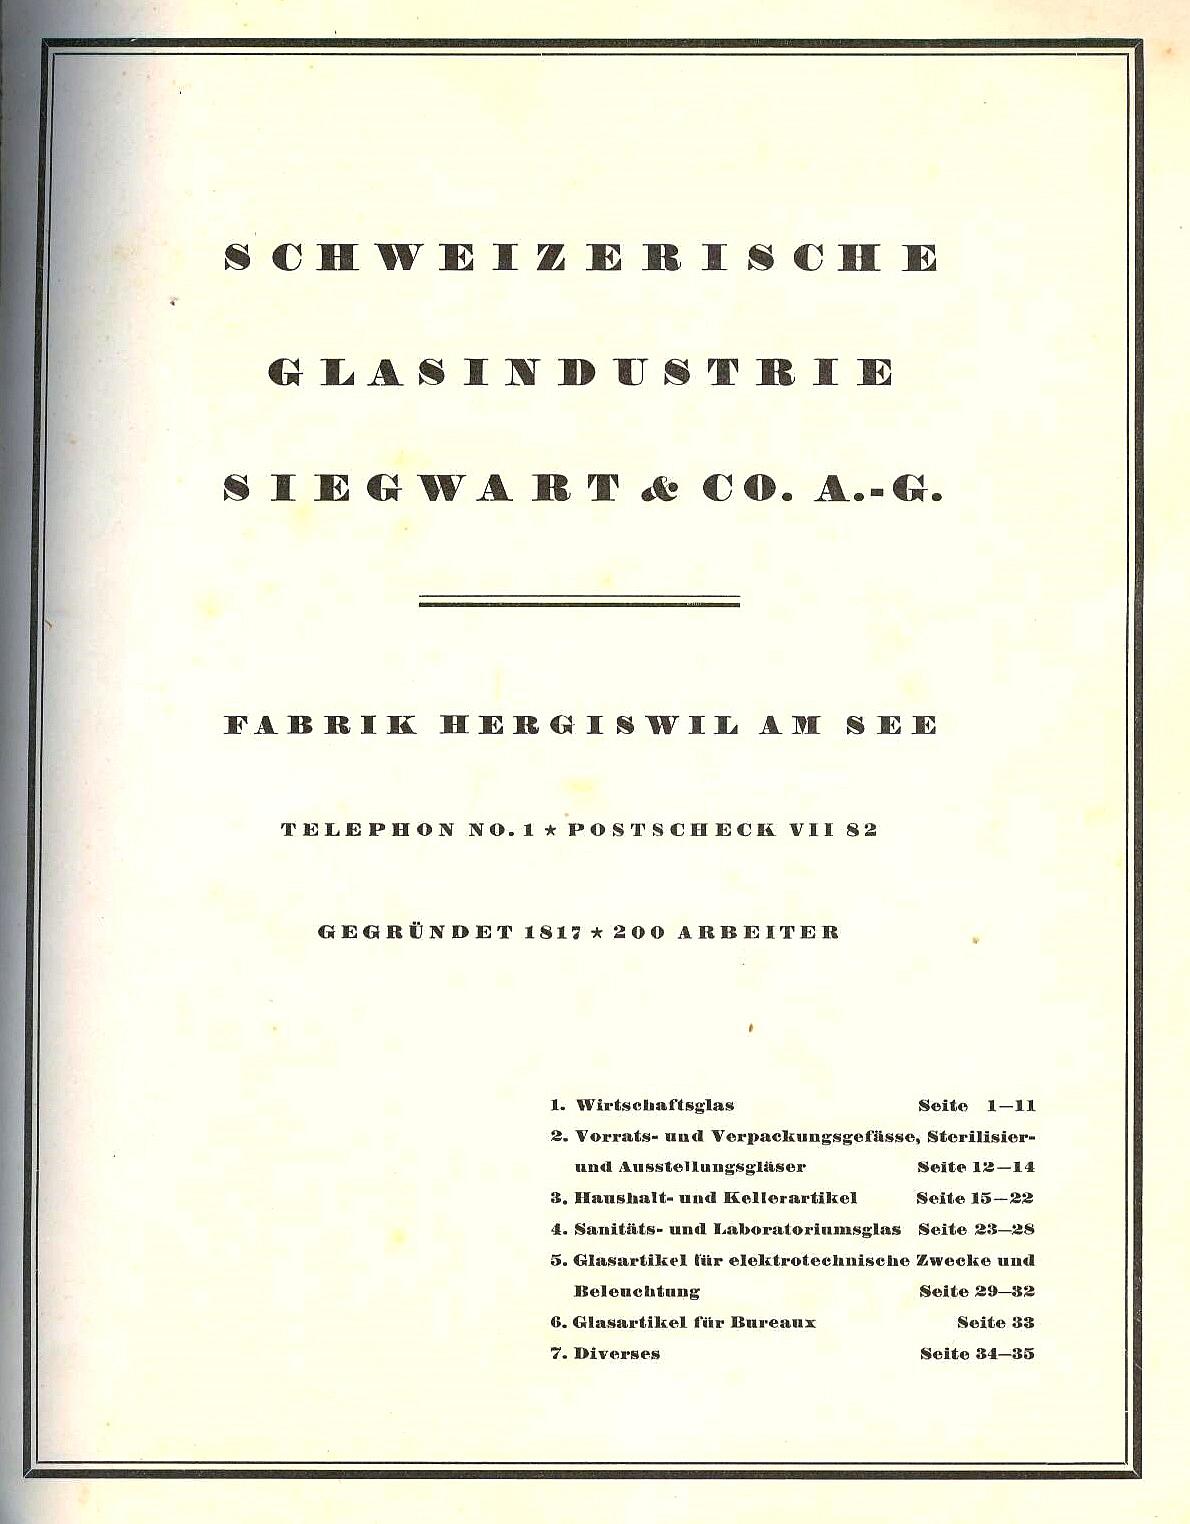 SCHWEIZERISCHE
GLASINDUSTRIE
SIEGWART & CO. A.-G.
FABRIK HERGISWIL AM SEE
TELEPHON NO. 1 ★ POSTSCHECK VII 82
GEGRÜNDET 1817 ★ 200 ARBEITER
1. Wirtschaftsglas Seite 1—11
2. Vorrats- und Verpackungsgefässe, Sterilisier-
und Ausstellungsgläser Seite 12—14
3. Haushalt- und Kellerartikel Seite 15—22
4. Sanitäts- und Laboratoriumsglas Seite 23—28
5. Glasartikel für elektrotechnische Zwecke und
Beleuchtung Seite 29—32
6. Glasartikel für Bureaux Seite 33
7. Diverses Seite 34—35